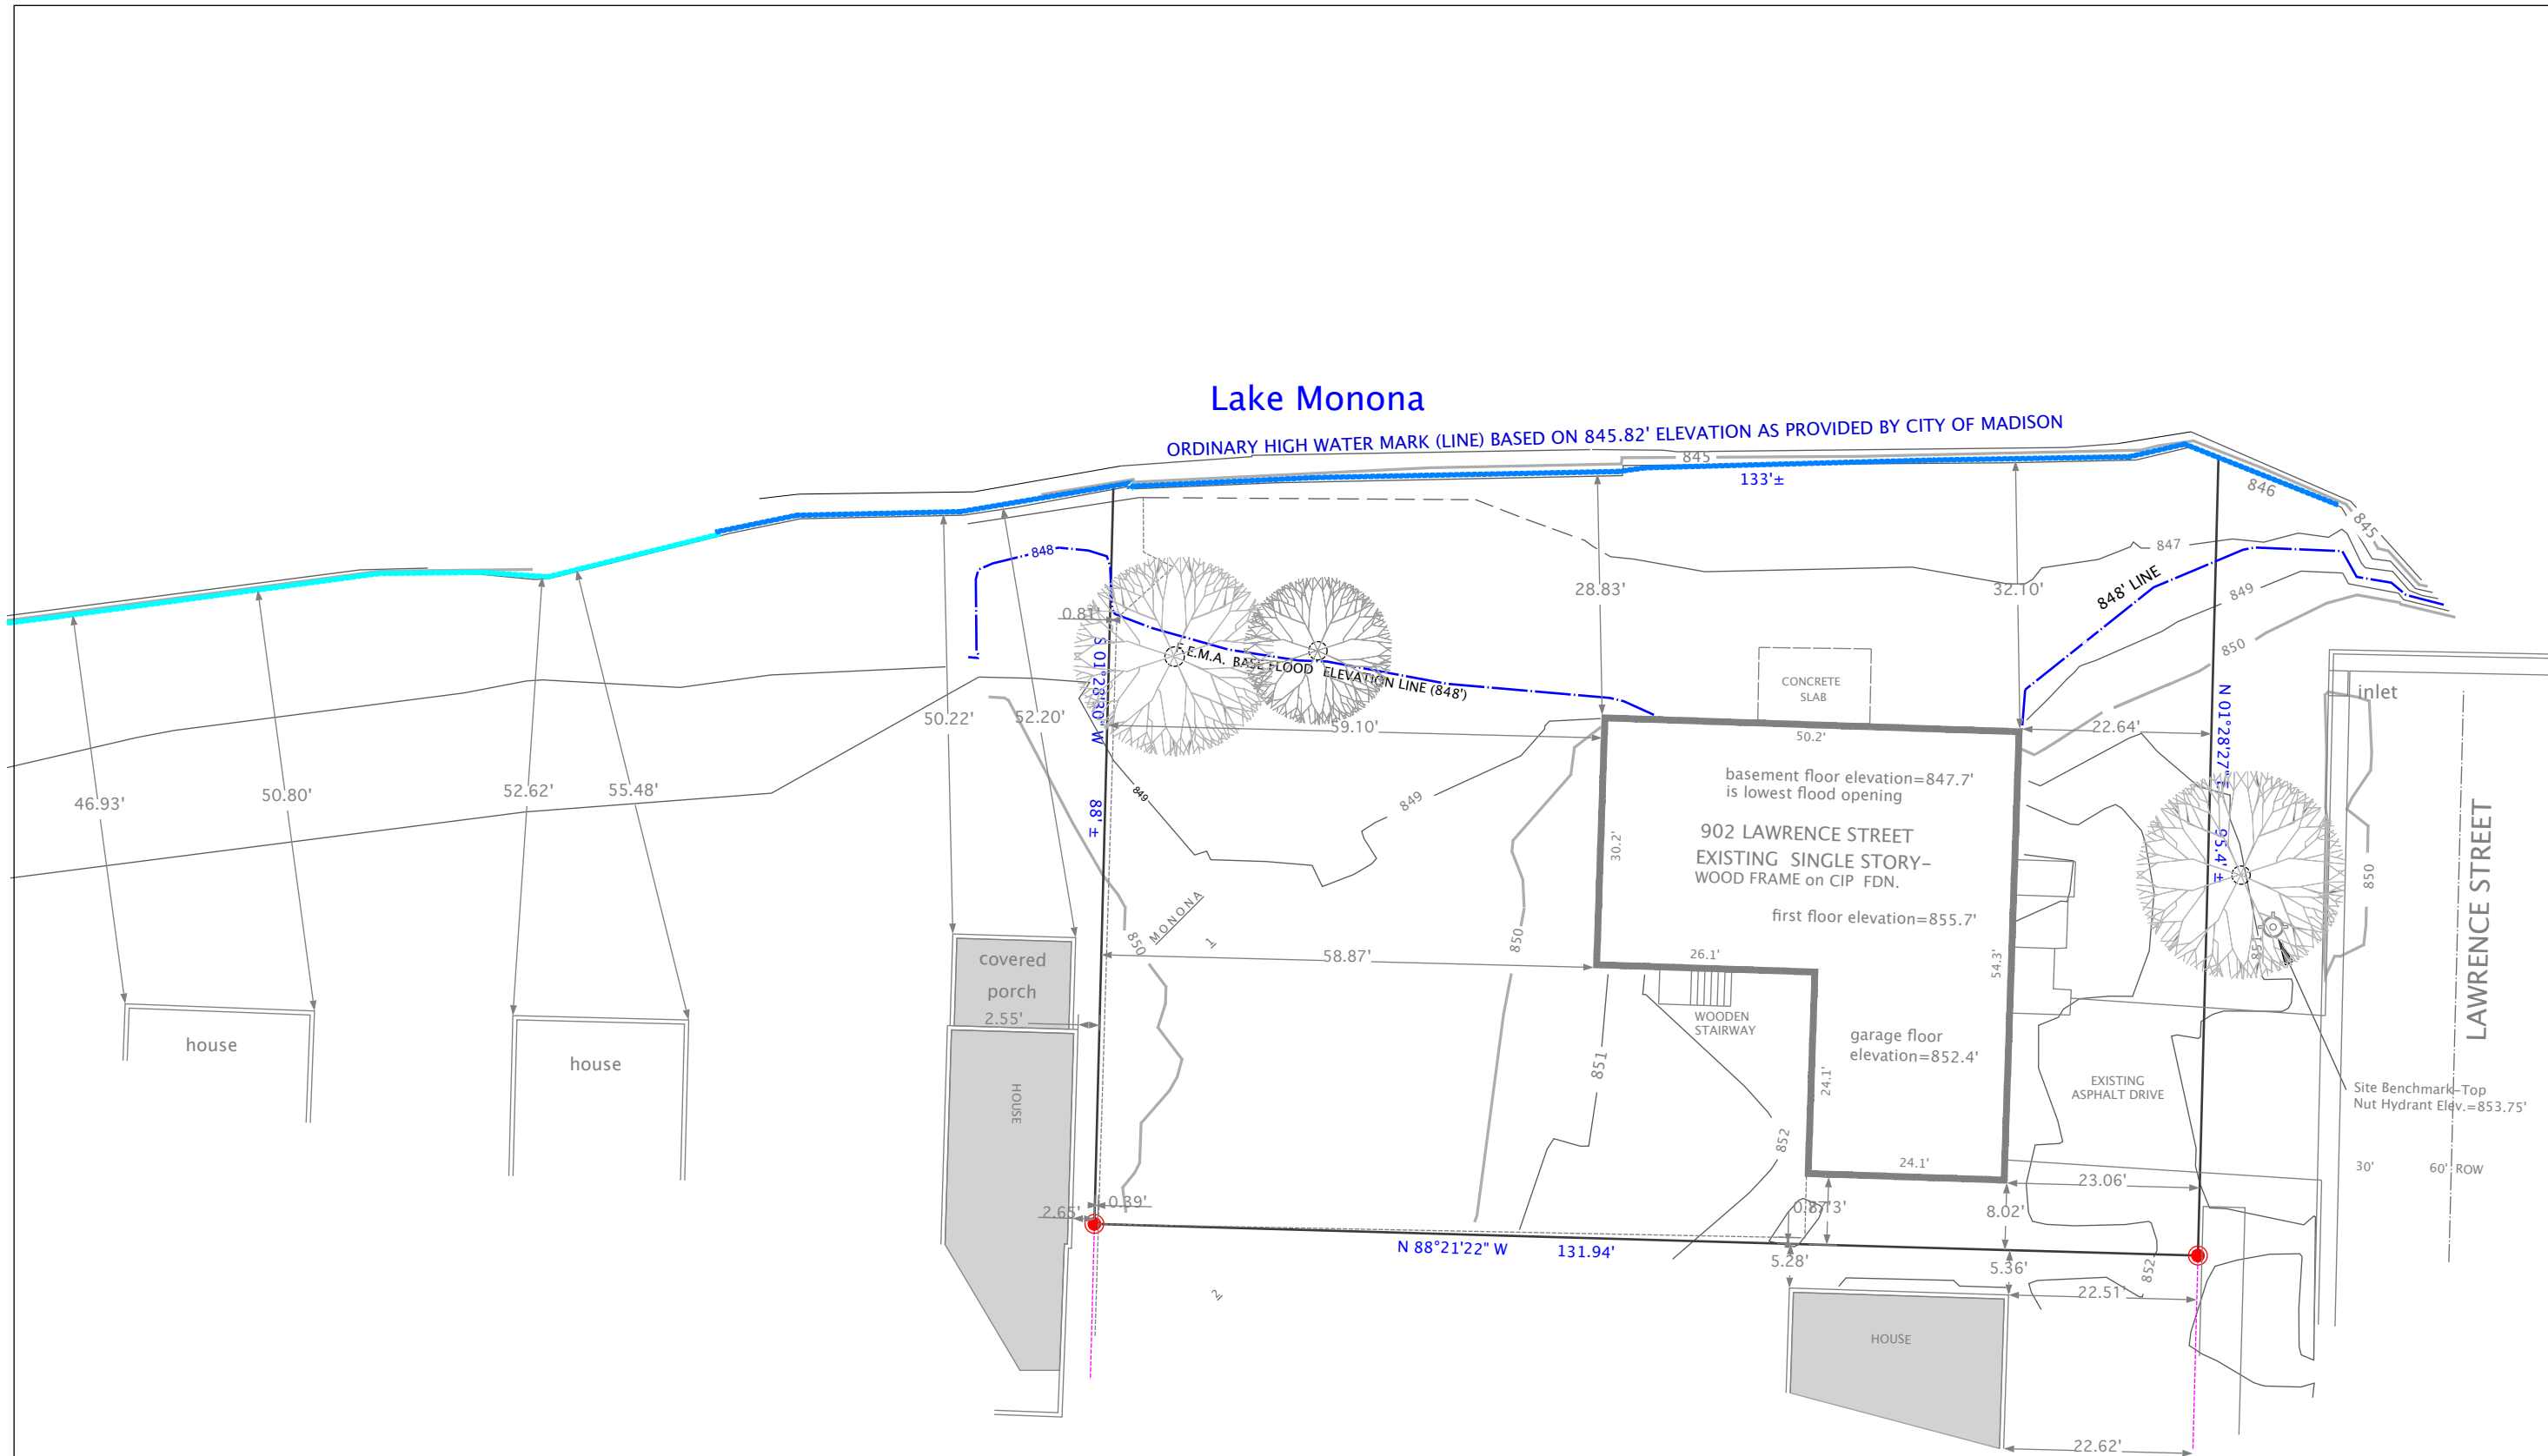 Lake Monona
ORDINARY HIGH WATER MARK (LINE) BASED ON 845.82' ELEVATION AS PROVIDED BY CITY OF MADISON
845
133'±
846
845
847
848
848' LINE
849
850
28.83'
32.10'
0.81'
S 01°28'30" W
F.E.M.A. BASE FLOOD ELEVATION LINE (848')
CONCRETE
SLAB
inlet
50.22'
52.20'
59.10'
50.2'
22.64'
N 01°28'27" E
46.93'
50.80'
52.62'
55.48'
88' ±
849
849
basement floor elevation=847.7'
is lowest flood opening
902 LAWRENCE STREET
EXISTING SINGLE STORY-
WOOD FRAME on CIP FDN.
first floor elevation=855.7'
30.2'
95.4' ±
850
LAWRENCE STREET
850
MONONA
1
850
851
58.87'
26.1'
54.3'
covered
porch
2.55'
WOODEN
STAIRWAY
garage floor
elevation=852.4'
house
house
HOUSE
851
24.1'
EXISTING
ASPHALT DRIVE
Site Benchmark-Top
Nut Hydrant Elev.=853.75'
852
24.1'
30'
60' ROW
23.06'
2.65'
0.39'
8.02'
N 88°21'22" W
131.94'
5.28'
5.36'
852
22.51'
2
HOUSE
22.62'